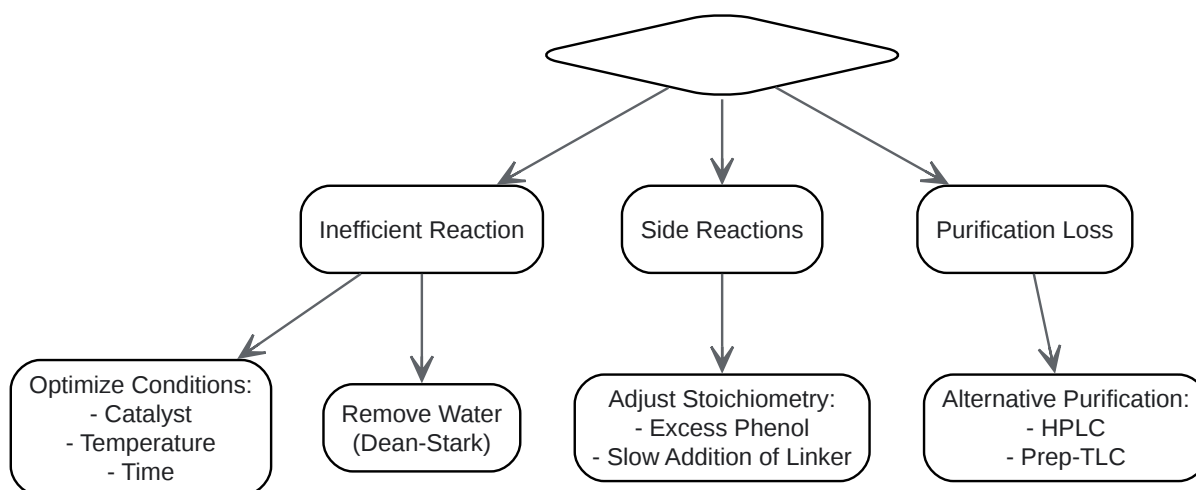 Inefficient Reaction
Side Reactions
Purification Loss
Optimize Conditions:
- Catalyst
- Temperature
- Time
Remove Water
(Dean-Stark)
Adjust Stoichiometry:
- Excess Phenol
- Slow Addition of Linker
Alternative Purification:
- HPLC
- Prep-TLC